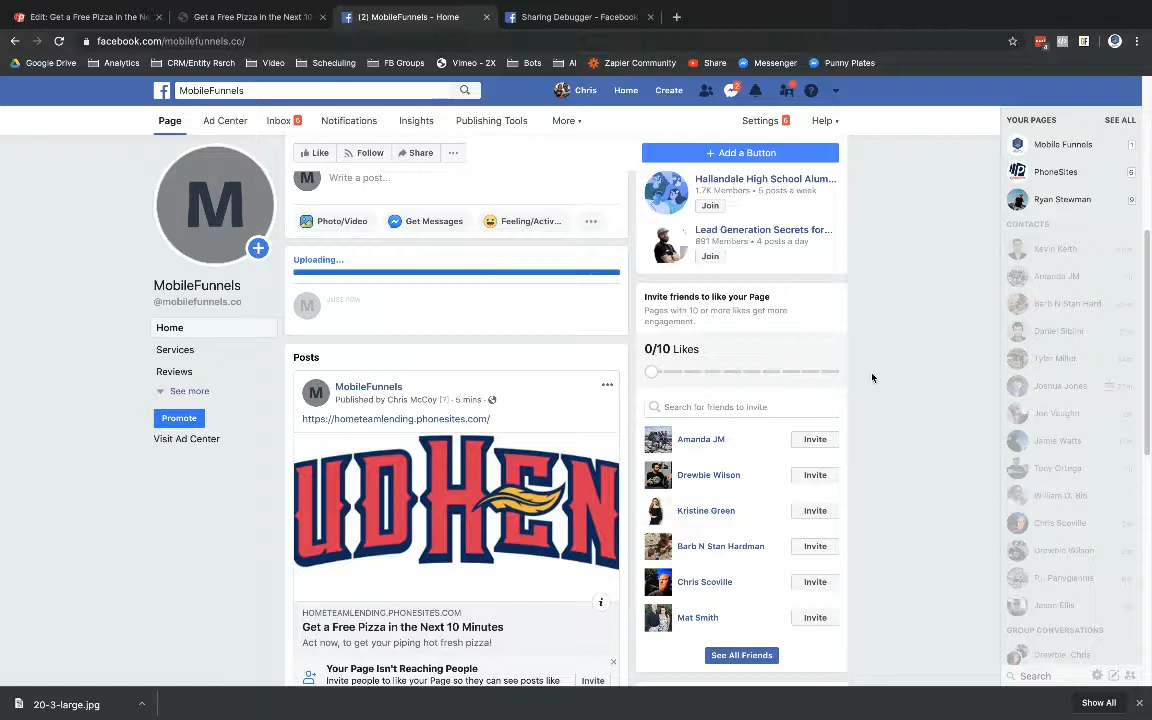 Edit: Get a Free Pizza in the Ne
Get a Free Pizza in the Next 10
(2) MobileFunnels - Home
Sharing Debugger - Facebook
facebook.com/mobilefunnels.co/
Google Drive
Analytics
CRM/Entity Rsrch
Video
Scheduling
FB Groups
Vimeo - 2X
Bots
AI
Zapier Community
Share
Messenger
Punny Plates
MobileFunnels
Chris
Home
Create
2
Page
Ad Center
Inbox 6
Notifications
Insights
Publishing Tools
More
Settings 6
Help
YOUR PAGES
SEE ALL
Mobile Funnels
1
PhoneSites
6
Ryan Stewman
9
CONTACTS
Kevin Keith
Amanda JM
Barb N Stan Hard
Daniel Siblini
Tyler Miller
Joshua Jones
Jon Vaughn
Jamie Watts
Tony Ortega
William D. Bio
Chris Scoville
Drewbie Wilson
Jason Ellis
GROUP CONVERSATIONS
Drewbie, Chris
Search
M
MobileFunnels
@mobilefunnels.co
Home
Services
Reviews
See more
Promote
Visit Ad Center
Like
Follow
Share
...
M
Write a post...
Photo/Video
Get Messages
Feeling/Activ...
Uploading...
M
Just now
Posts
M
MobileFunnels
Published by Chris McCoy [?] · 5 mins ·
https://hometeamlending.phonesites.com/
UDHEN
HOMETEAMLENDING.PHONESITES.COM
Get a Free Pizza in the Next 10 Minutes
Act now, to get your piping hot fresh pizza!
Your Page Isn't Reaching People
Invite people to like your Page so they can see posts like
Invite
+ Add a Button
Hallandale High School Alum...
1.7K Members • 5 posts a week
Join
Lead Generation Secrets for...
891 Members • 4 posts a day
Join
Invite friends to like your Page
Pages with 10 or more likes get more
engagement.
0/10 Likes
Search for friends to invite
Amanda JM
Invite
Drewbie Wilson
Invite
Kristine Green
Invite
Barb N Stan Hardman
Invite
Chris Scoville
Invite
Mat Smith
Invite
See All Friends
20-3-large.jpg
Show All